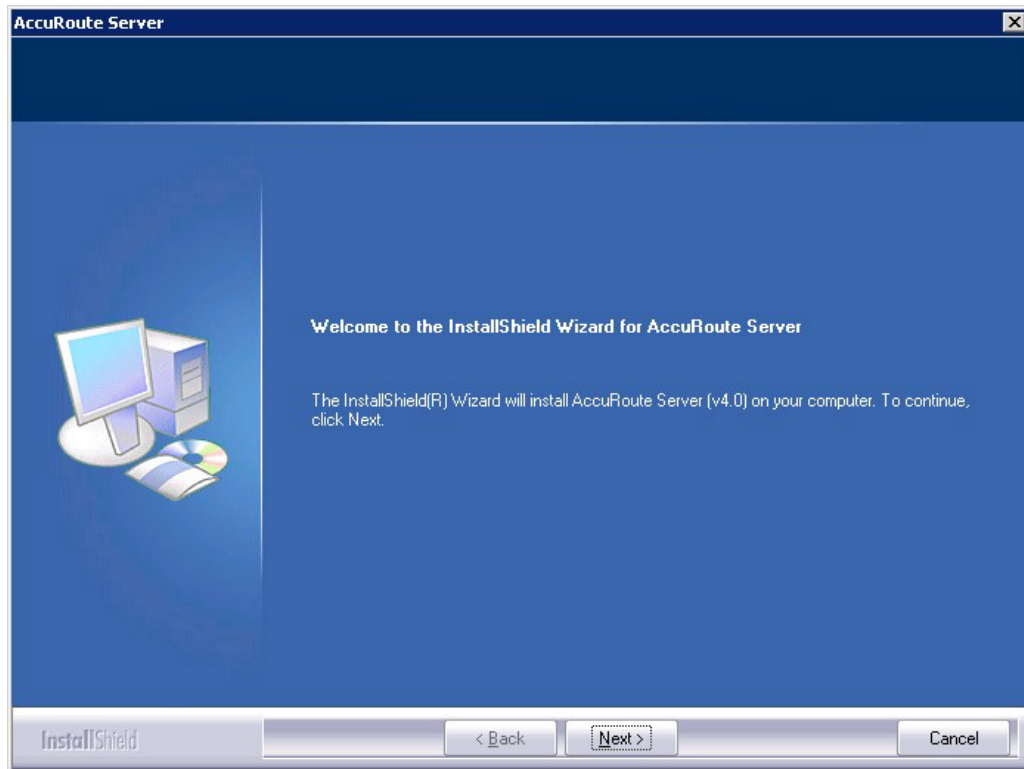 AccuRoute Server
Welcome to the InstallShield Wizard for AccuRoute Server
The InstallShield(R) Wizard will install AccuRoute Server (v4.0) on your computer. To continue,
click Next.
InstallShield
< Back
Next >
Cancel